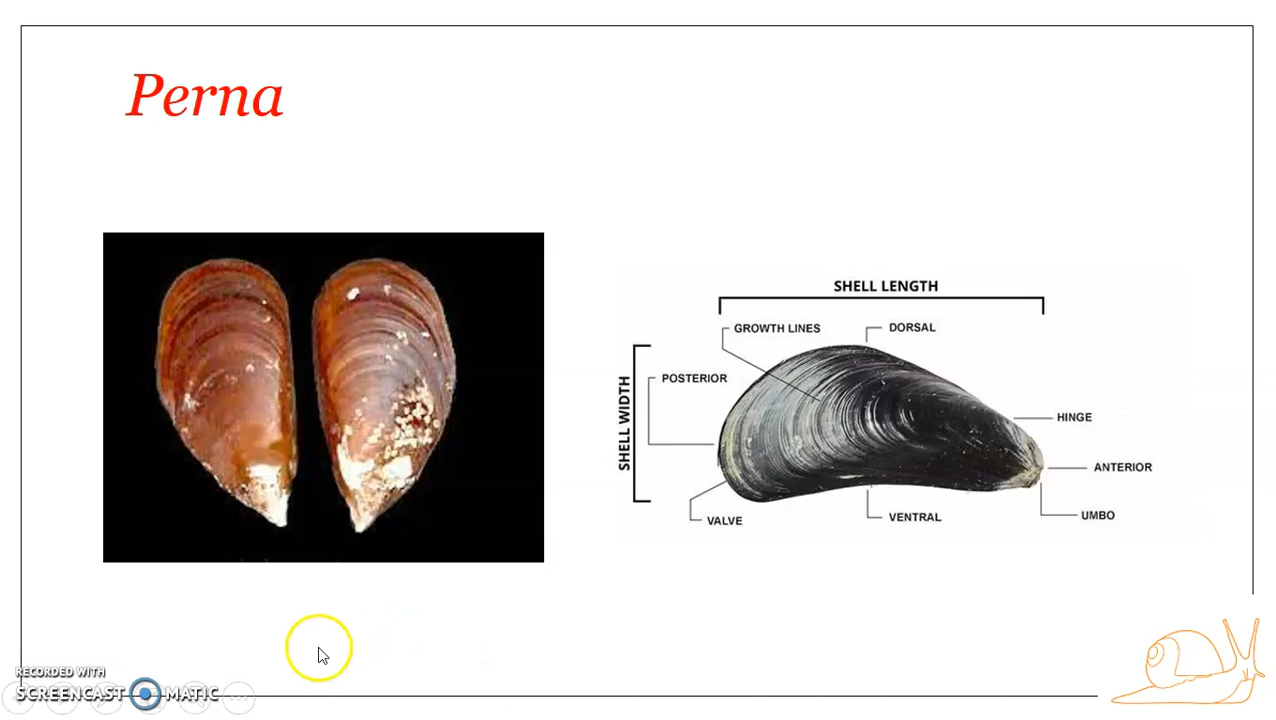 Perna
SHELL LENGTH
GROWTH LINES
DORSAL
POSTERIOR
SHELL WIDTH
HINGE
ANTERIOR
VALVE
VENTRAL
UMBO
RECORDED WITH
SCREENCAST MATIC